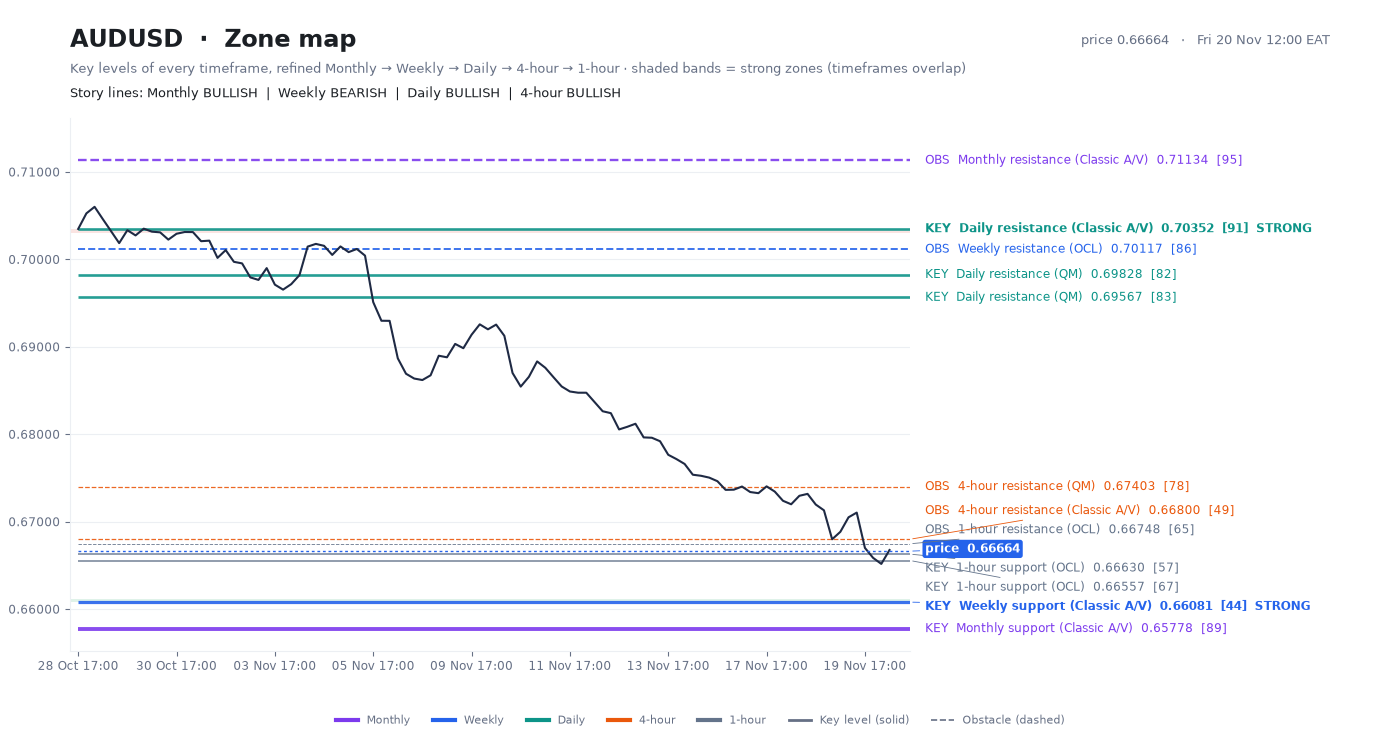 AUDUSD · Zone map
price 0.66664 · Fri 20 Nov 12:00 EAT
Key levels of every timeframe, refined Monthly → Weekly → Daily → 4-hour → 1-hour · shaded bands = strong zones (timeframes overlap)
Story lines: Monthly BULLISH | Weekly BEARISH | Daily BULLISH | 4-hour BULLISH
0.71000
0.70000
0.69000
0.68000
0.67000
0.66000
OBS Monthly resistance (Classic A/V) 0.71134 [95]
KEY Daily resistance (Classic A/V) 0.70352 [91] STRONG
OBS Weekly resistance (OCL) 0.70117 [86]
KEY Daily resistance (QM) 0.69828 [82]
KEY Daily resistance (QM) 0.69567 [83]
OBS 4-hour resistance (QM) 0.67403 [78]
OBS 4-hour resistance (Classic A/V) 0.66800 [49]
OBS 1-hour resistance (OCL) 0.66748 [65]
price 0.66664
KEY 1-hour support (OCL) 0.66630 [57]
KEY 1-hour support (OCL) 0.66557 [67]
KEY Weekly support (Classic A/V) 0.66081 [44] STRONG
KEY Monthly support (Classic A/V) 0.65778 [89]
28 Oct 17:00 30 Oct 17:00 03 Nov 17:00 05 Nov 17:00 09 Nov 17:00 11 Nov 17:00 13 Nov 17:00 17 Nov 17:00 19 Nov 17:00
Monthly Weekly Daily 4-hour 1-hour Key level (solid) Obstacle (dashed)